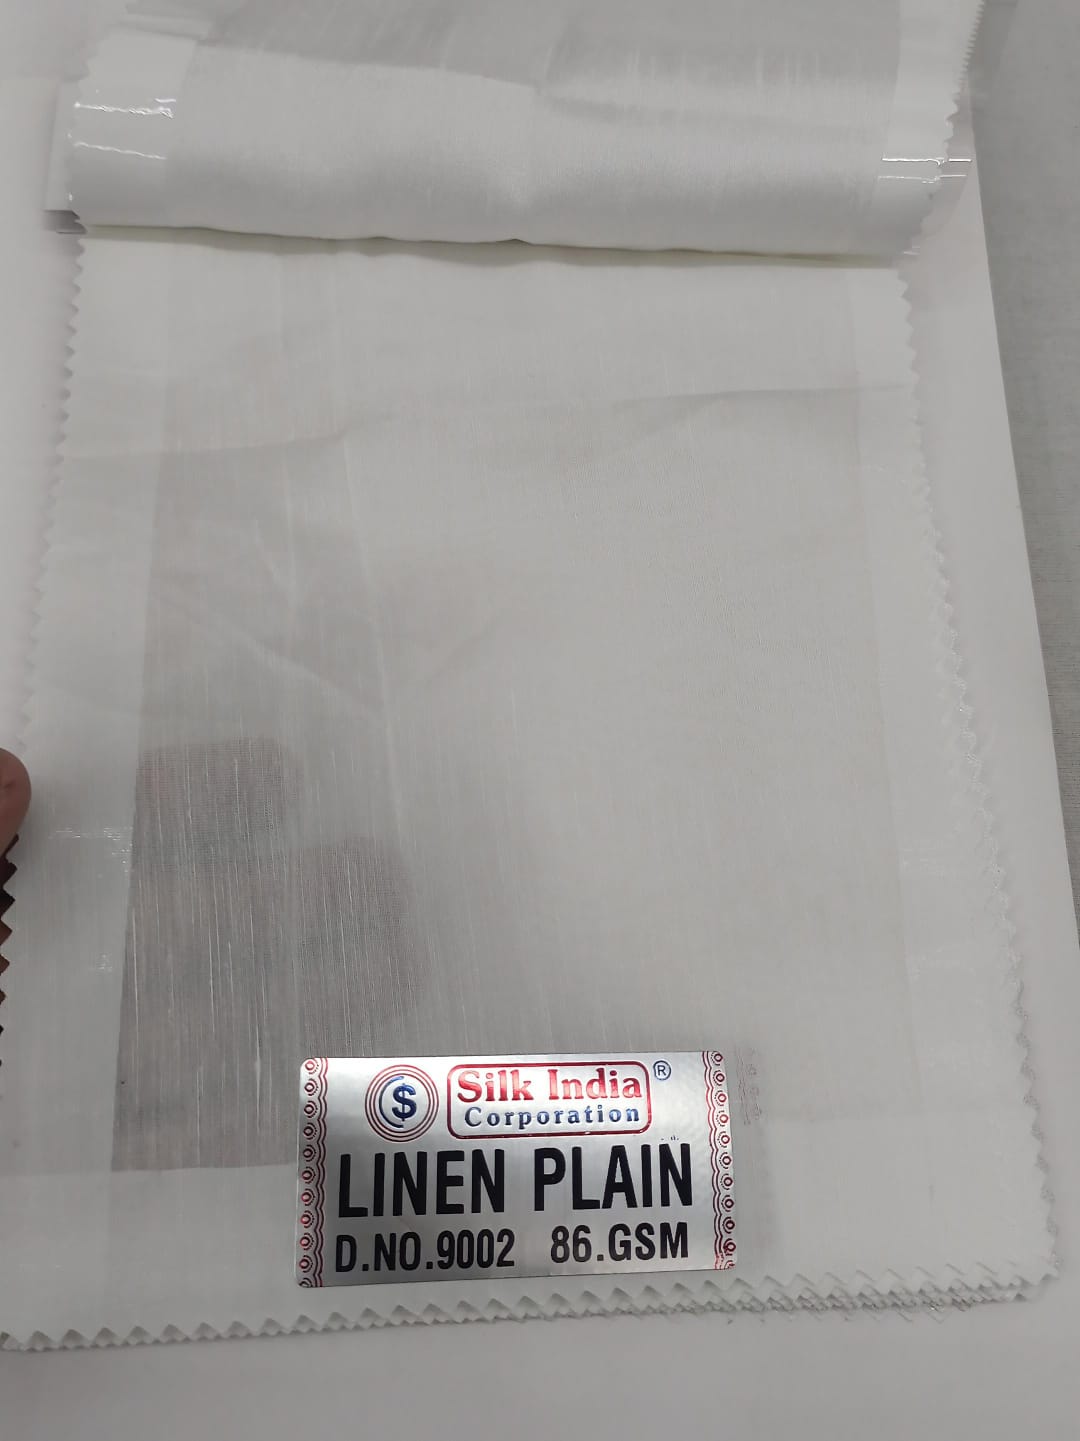 $ Silk India ®
Corporation
LINEN PLAIN
D.NO.9002 86.GSM